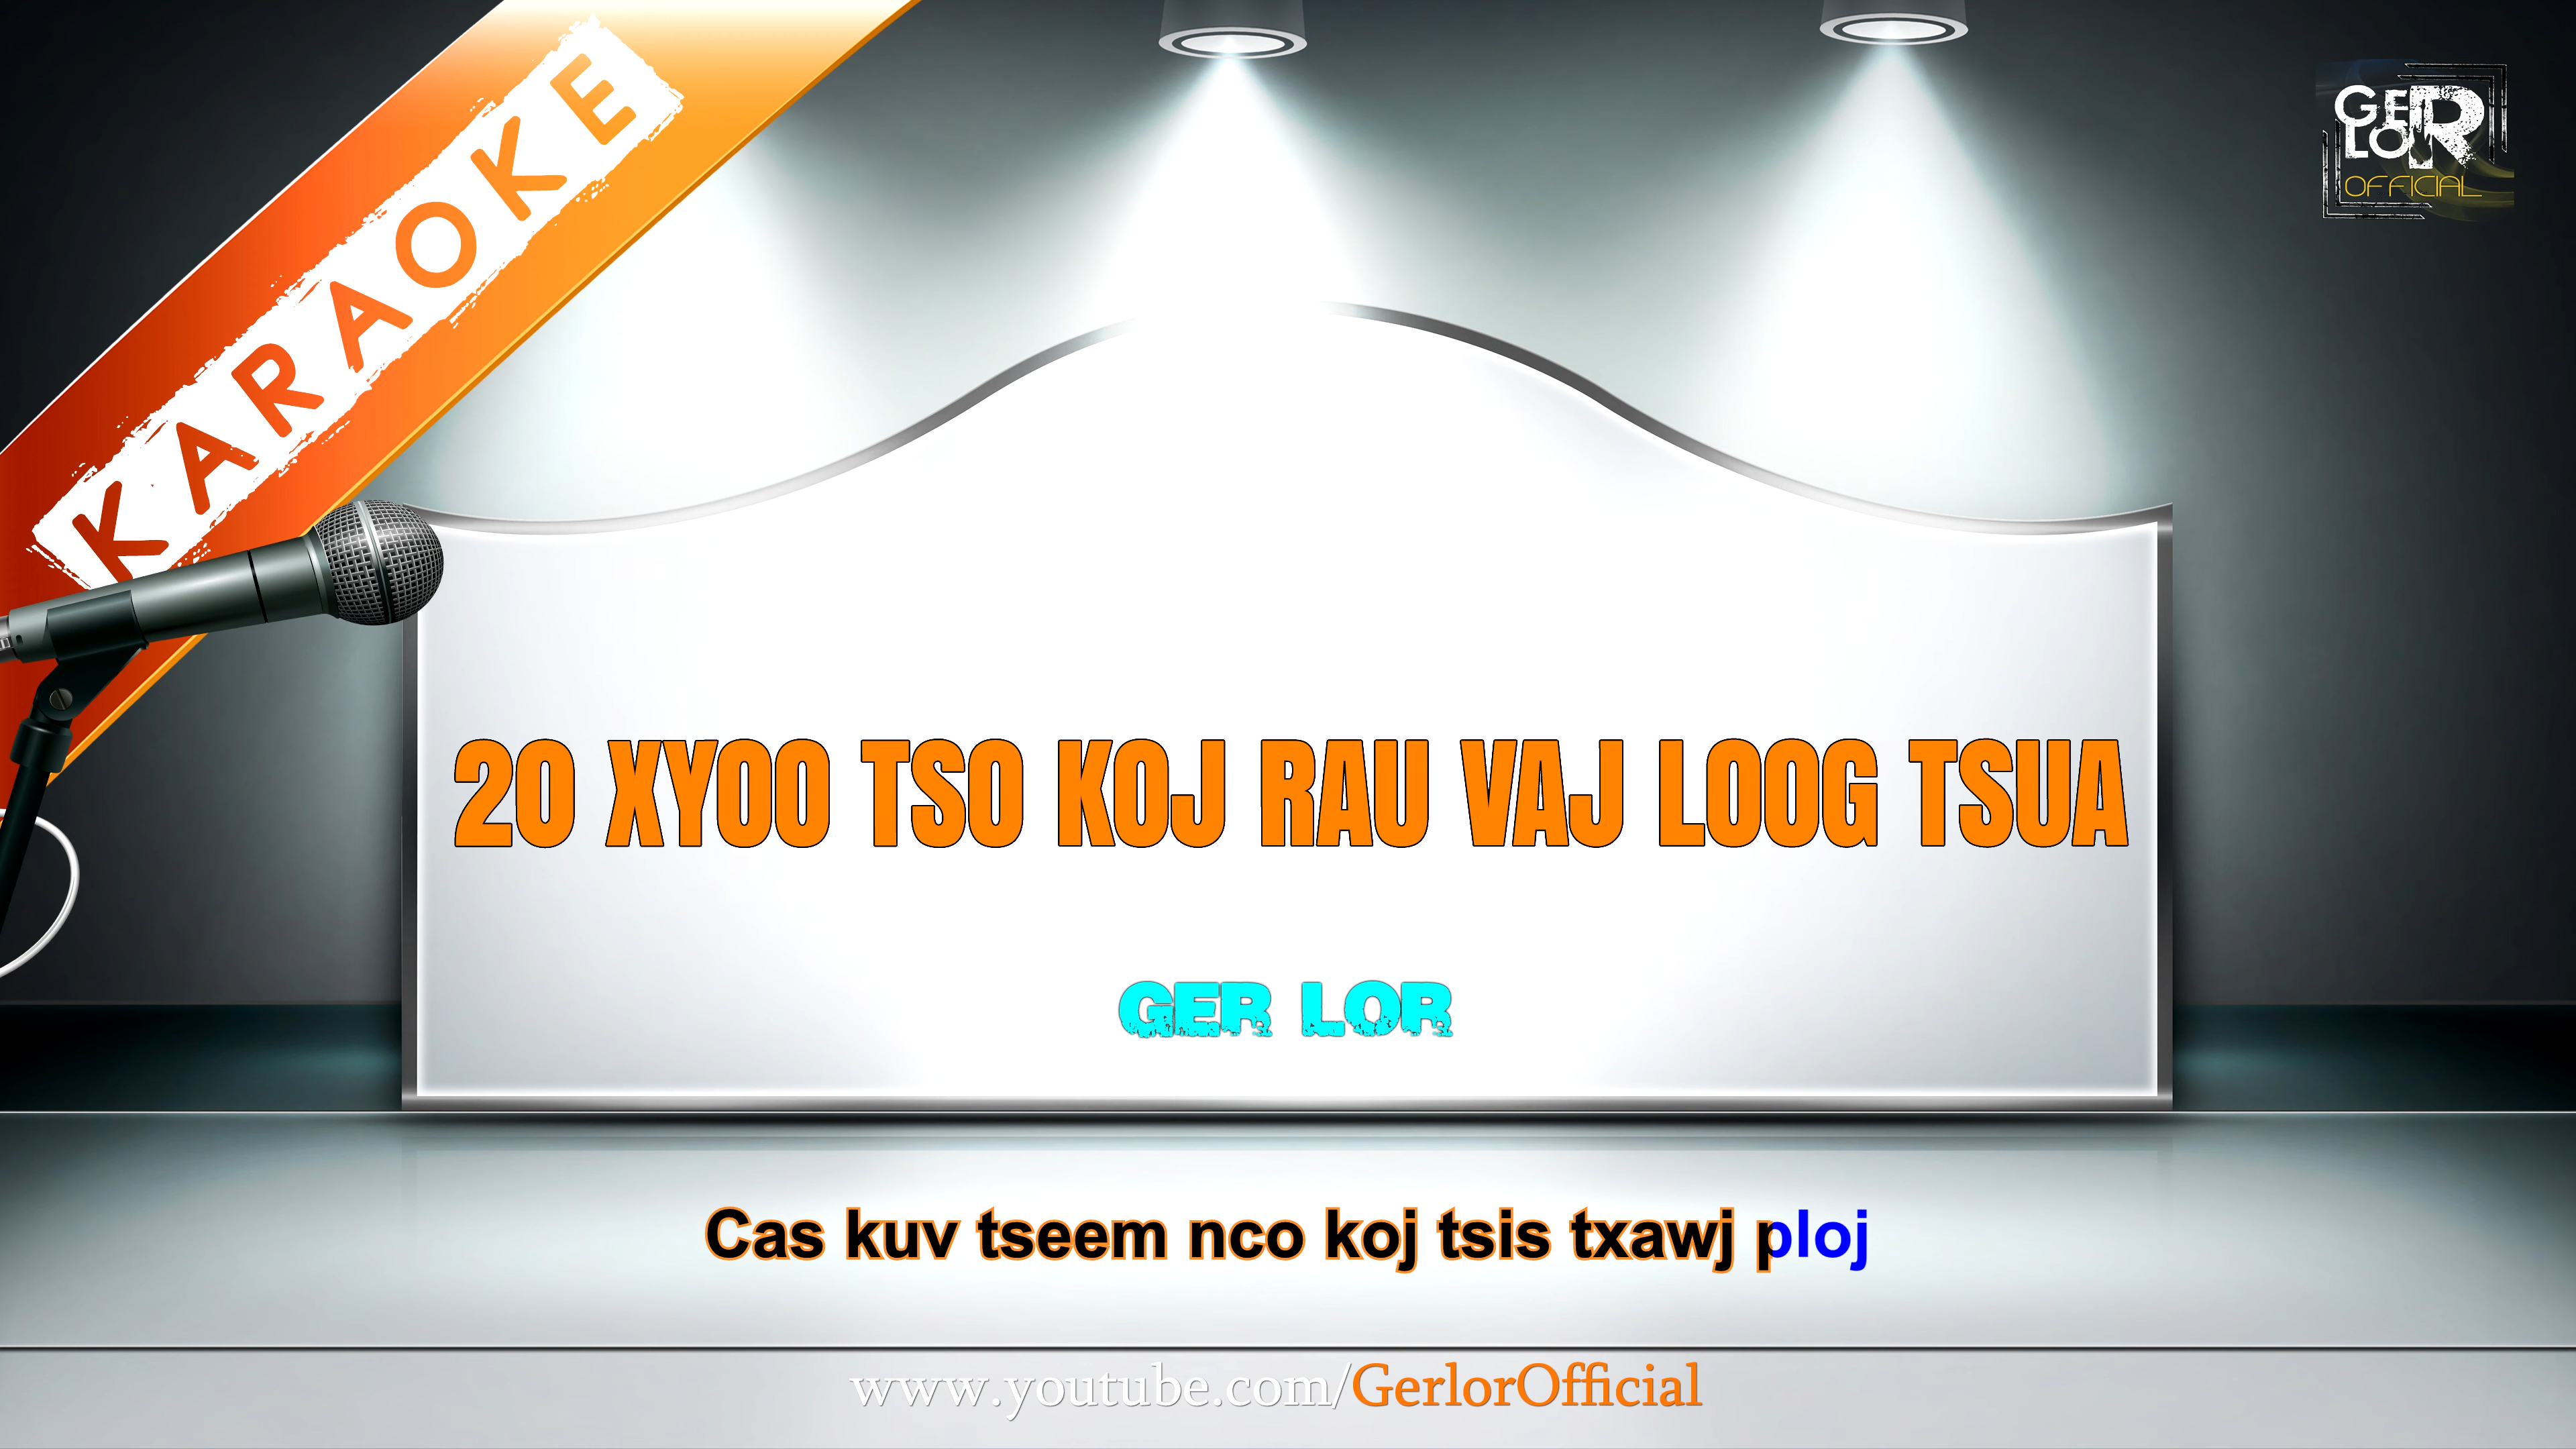 KARAOKE
GER
LOR
OFFICIAL
20 XYOO TSO KOJ RAU VAJ LOOG TSUA
GER LOR
Cas kuv tseem nco koj tsis txawj ploj
www.youtube.com/GerlorOfficial